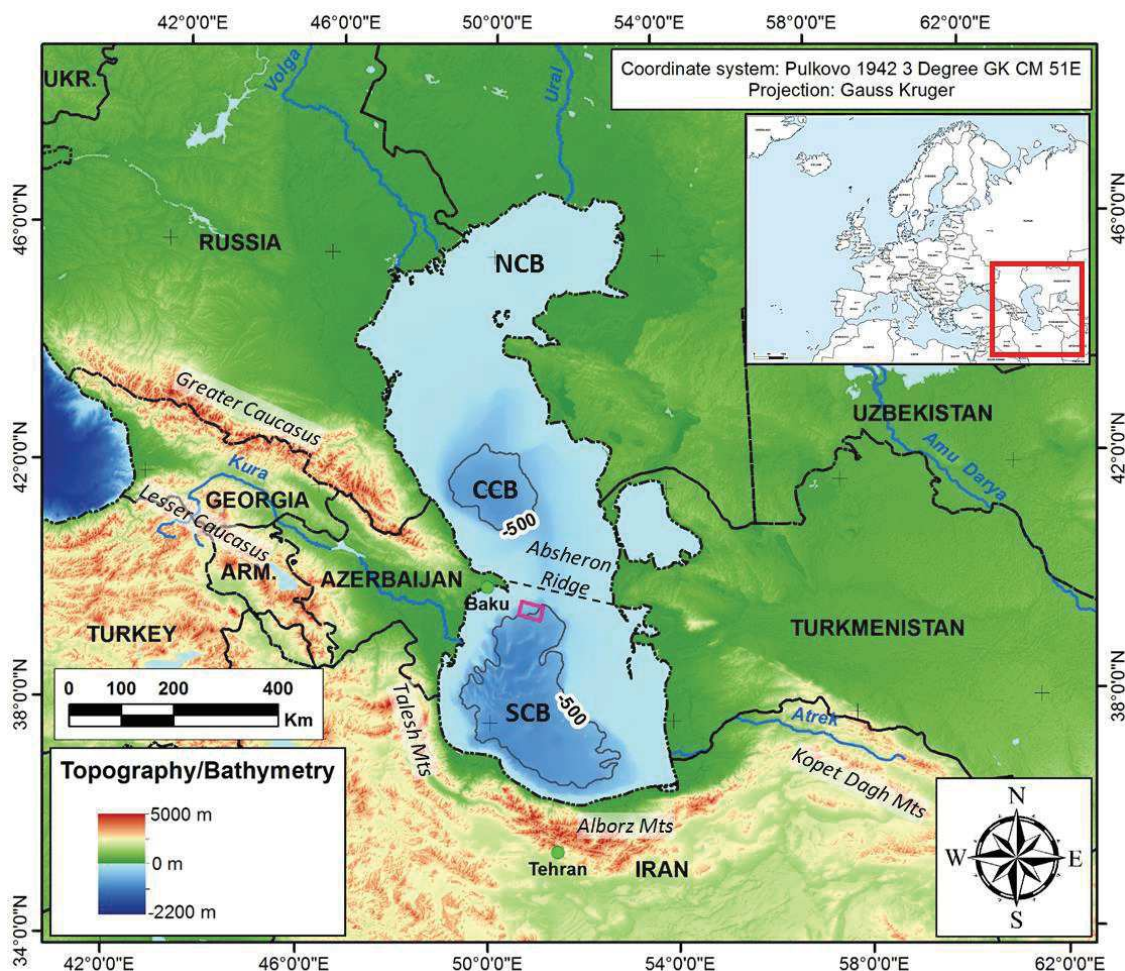 42°0'0"E 46°0'0"E 50°0'0"E 54°0'0"E 58°0'0"E 62°0'0"E
Coordinate system: Pulkovo 1942 3 Degree GK CM 51E
Projection: Gauss Kruger
UKR.
Volga
Ural
46°0'0"N
46°0'0"N
RUSSIA
NCB
Greater Caucasus
UZBEKISTAN
Amu Darya
42°0'0"N
42°0'0"N
Kura
CCB
-500
GEORGIA
Lesser Caucasus
Absheron
Ridge
ARM.
AZERBAIJAN
Baku
TURKEY
TURKMENISTAN
38°0'0"N
38°0'0"N
0 100 200 400
Km
Talesh Mts
SCB
-500
Atrek
Kopet Dagh Mts
Topography/Bathymetry
5000 m
0 m
-2200 m
Alborz Mts
Tehran
IRAN
N
W
E
S
34°0'0"N
34°0'0"N
42°0'0"E 46°0'0"E 50°0'0"E 54°0'0"E 58°0'0"E 62°0'0"E